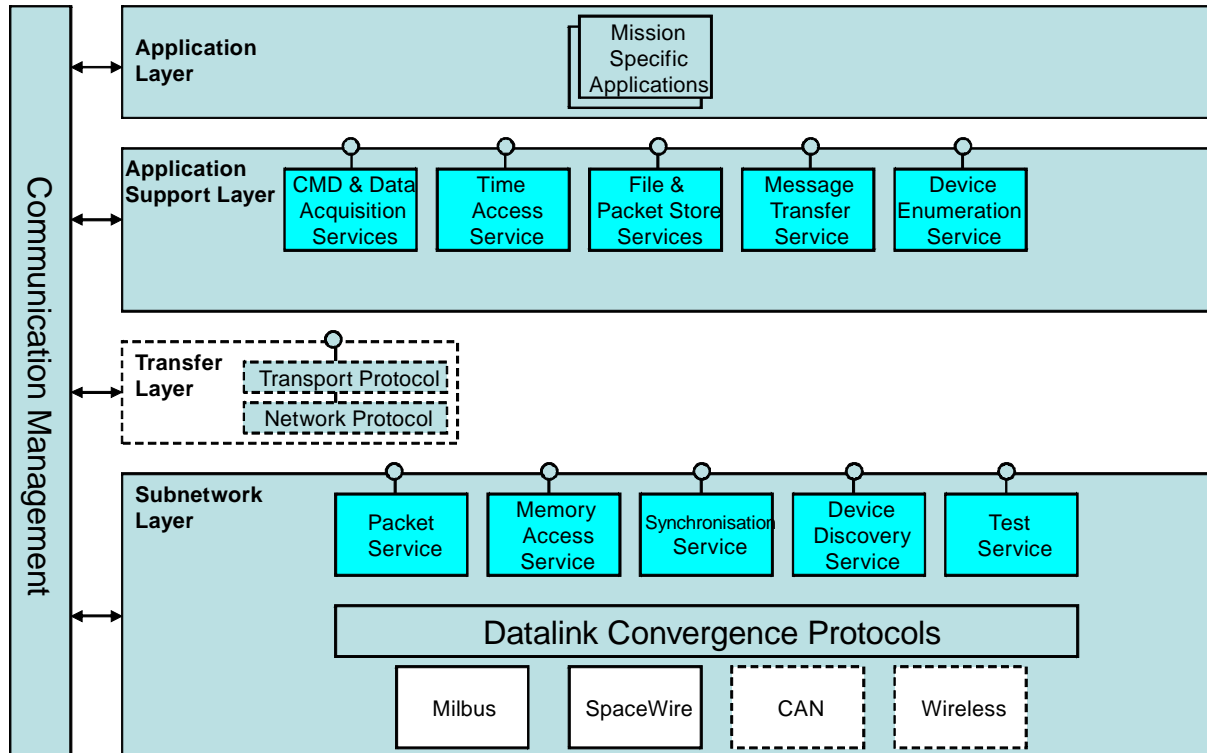 Communication Management
Application
Layer
Mission
Specific
Applications
Application
Support Layer
CMD & Data
Acquisition
Services
Time
Access
Service
File &
Packet Store
Services
Message
Transfer
Service
Device
Enumeration
Service
Transfer
Layer
Transport Protocol
Network Protocol
Subnetwork
Layer
Packet
Service
Memory
Access
Service
Synchronisation
Service
Device
Discovery
Service
Test
Service
Datalink Convergence Protocols
Milbus
SpaceWire
CAN
Wireless